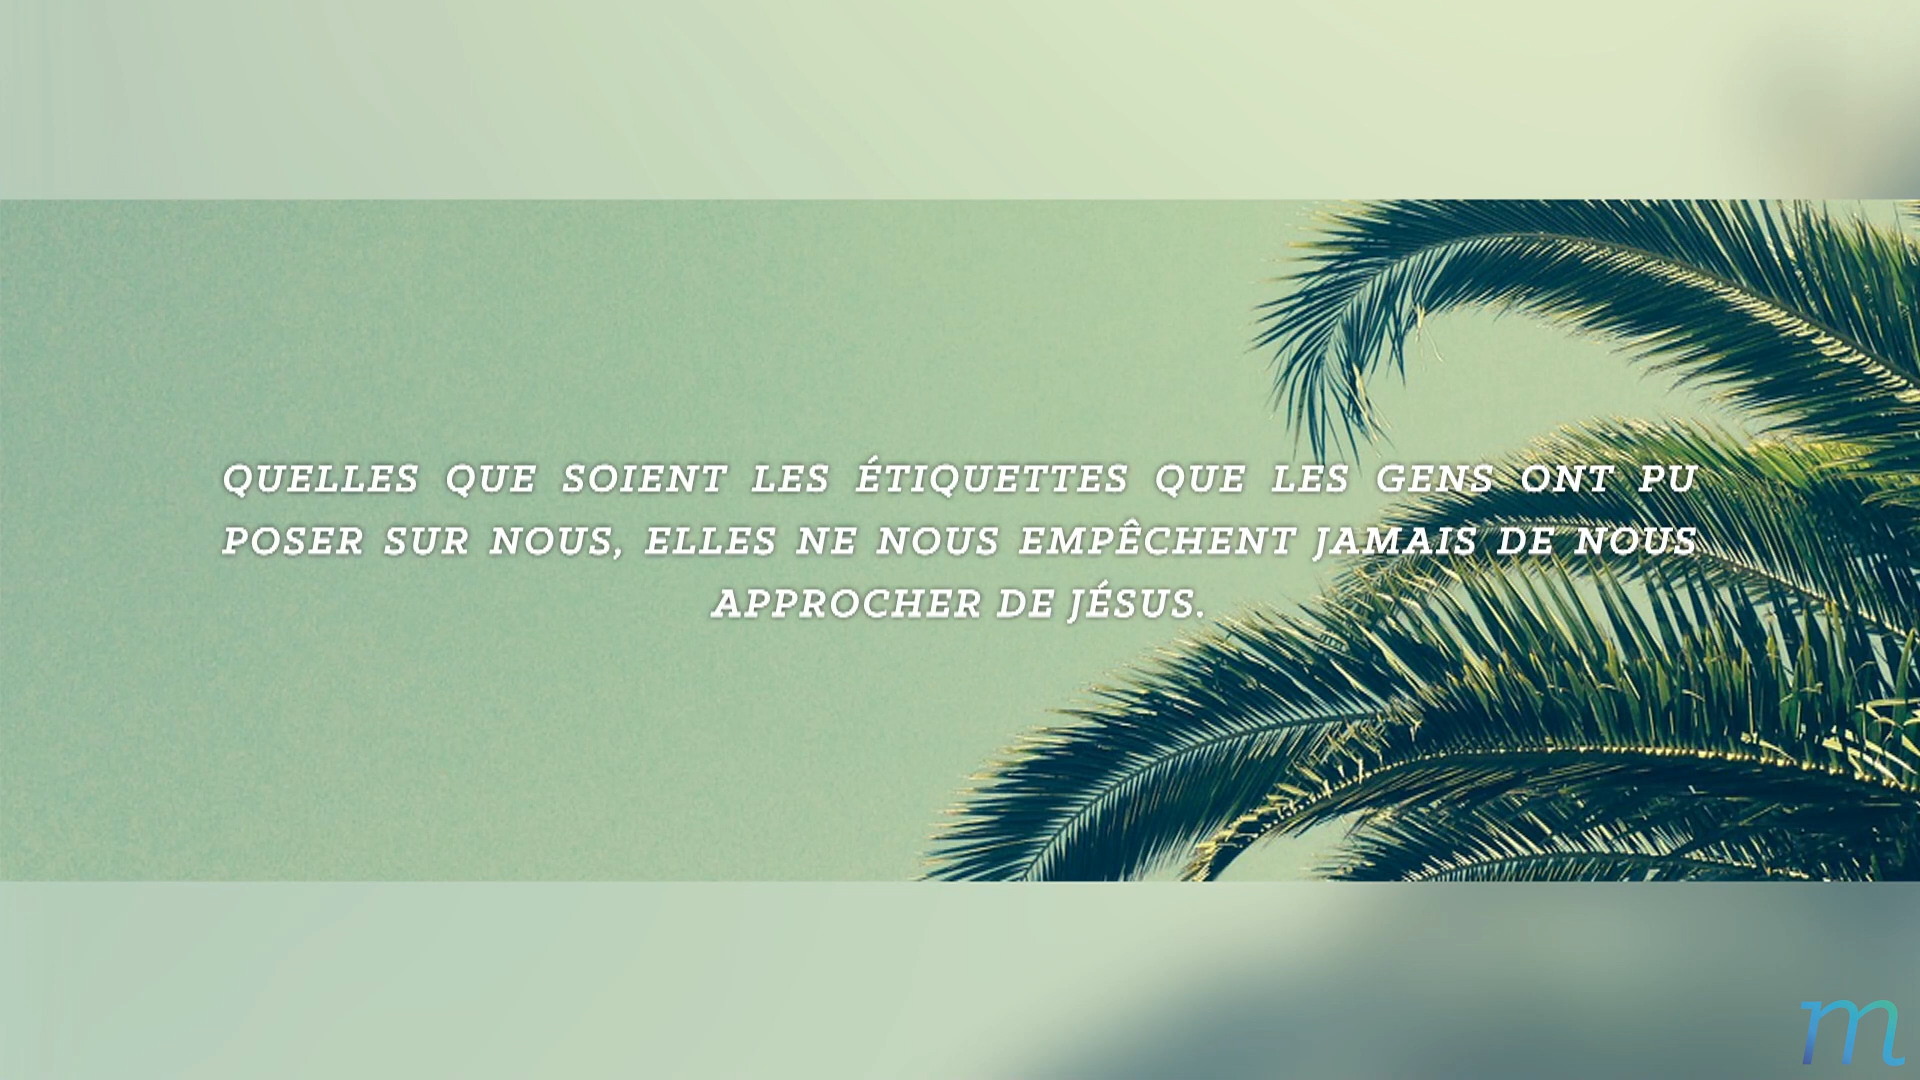 QUELLES QUE SOIENT LES ÉTIQUETTES QUE LES GENS ONT PU
POSER SUR NOUS, ELLES NE NOUS EMPÊCHENT JAMAIS DE NOUS
APPROCHER DE JÉSUS.
m